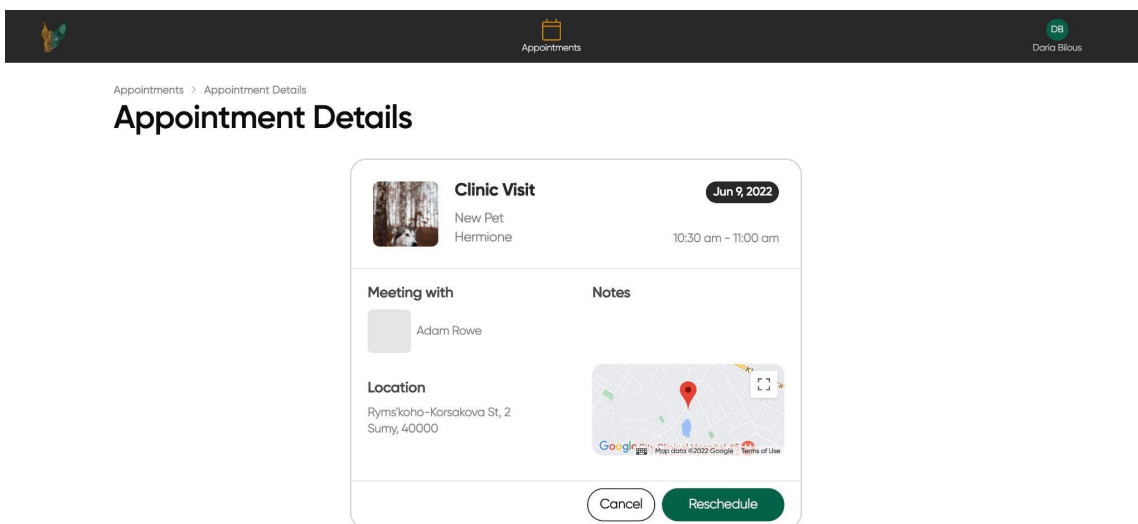 Appointments
DB
Daria Bilous
Appointments > Appointment Details
Appointment Details
Clinic Visit
Jun 9, 2022
New Pet
Hermione
10:30 am - 11:00 am
Meeting with
Notes
Adam Rowe
Location
Ryms'koho-Korsakova St, 2
Sumy, 40000
Google
Map data ©2022 Google
Terms of Use
Cancel
Reschedule